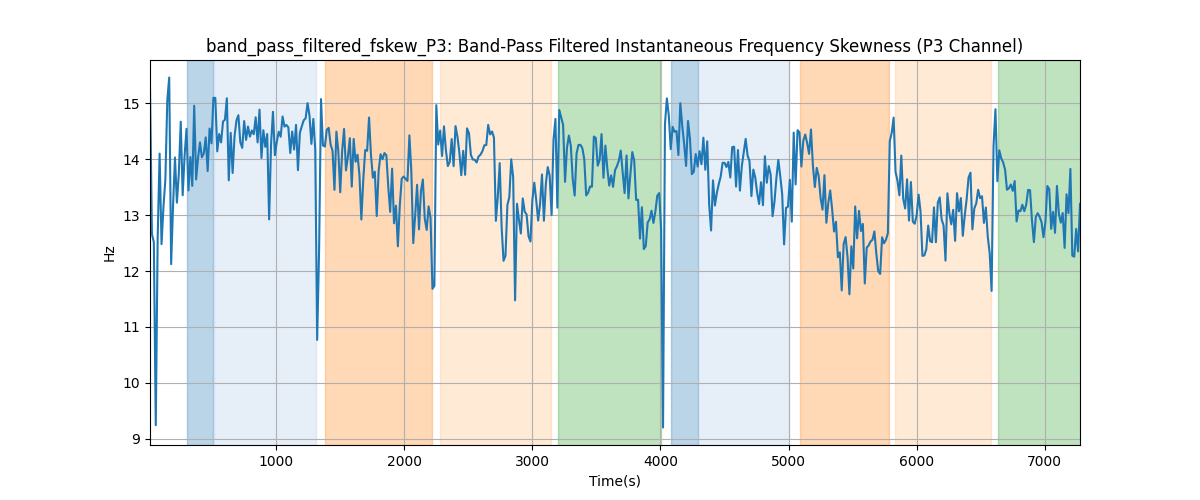 band_pass_filtered_fskew_P3: Band-Pass Filtered Instantaneous Frequency Skewness (P3 Channel)
15
14
13
12
11
10
9
Hz
1000 2000 3000 4000 5000 6000 7000
Time(s)